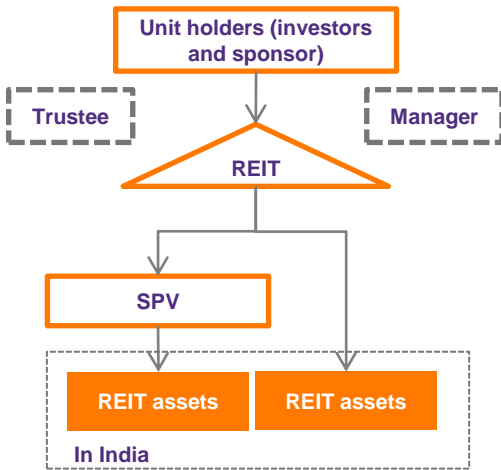 Unit holders (investors
and sponsor)
Trustee
Manager
REIT
SPV
REIT assets
REIT assets
In India